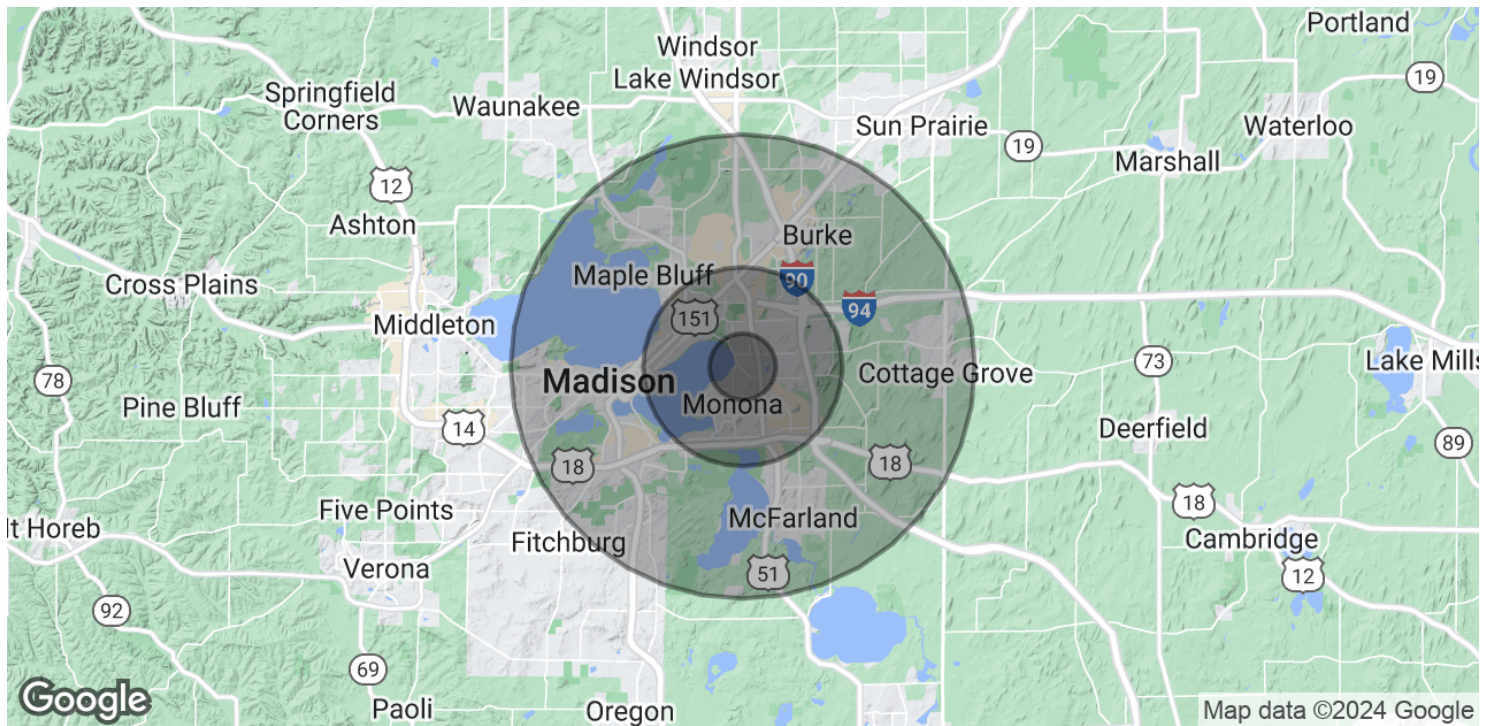 Portland
Windsor
Lake Windsor
19
Springfield
Corners
Waunakee
Sun Prairie
Waterloo
19
Marshall
12
Ashton
Burke
Maple Bluff
90
Cross Plains
94
151
Middleton
73
Lake Mills
Madison
Cottage Grove
78
Pine Bluff
Monona
14
Deerfield
89
18
18
18
Five Points
McFarland
t Horeb
Fitchburg
Cambridge
Verona
51
12
92
69
Paoli
Oregon
Google
Map data ©2024 Google